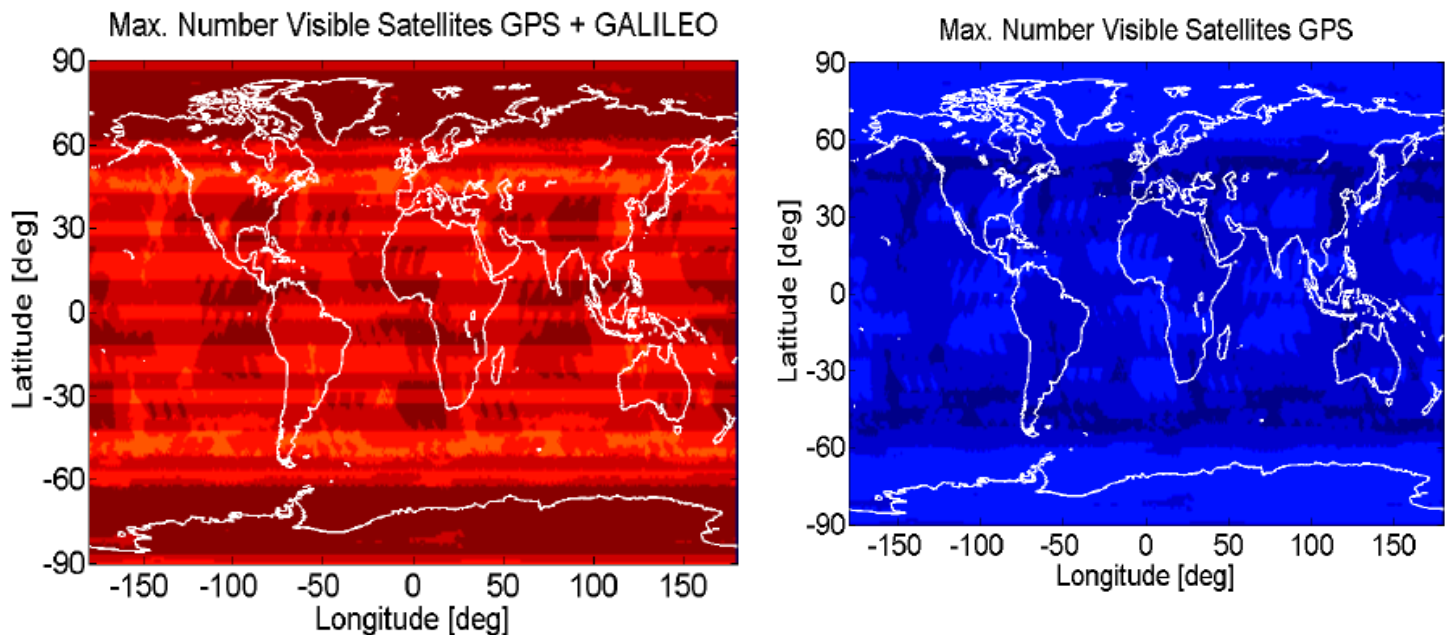 Max. Number Visible Satellites GPS + GALILEO
90
60
30
0
-30
-60
-90
Latitude [deg]
-150 -100 -50 0 50 100 150
Longitude [deg]
Max. Number Visible Satellites GPS
90
60
30
0
-30
-60
-90
Latitude [deg]
-150 -100 -50 0 50 100 150
Longitude [deg]